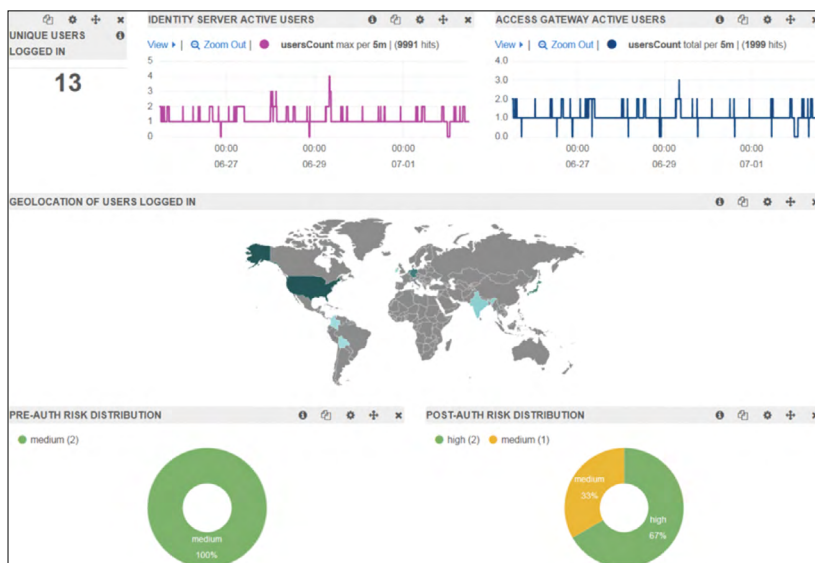 UNIQUE USERS
LOGGED IN
13
IDENTITY SERVER ACTIVE USERS
View | Zoom Out | usersCount max per 5m | (9991 hits)
5
4
3
2
1
0
00:00 00:00 00:00
06-27 06-29 07-01
ACCESS GATEWAY ACTIVE USERS
View | Zoom Out | usersCount total per 5m | (1999 hits)
4.0
3.0
2.0
1.0
0
00:00 00:00 00:00
06-27 06-29 07-01
GEOLOCATION OF USERS LOGGED IN
PRE-AUTH RISK DISTRIBUTION
medium (2)
medium
100%
POST-AUTH RISK DISTRIBUTION
high (2) medium (1)
medium
33%
high
67%